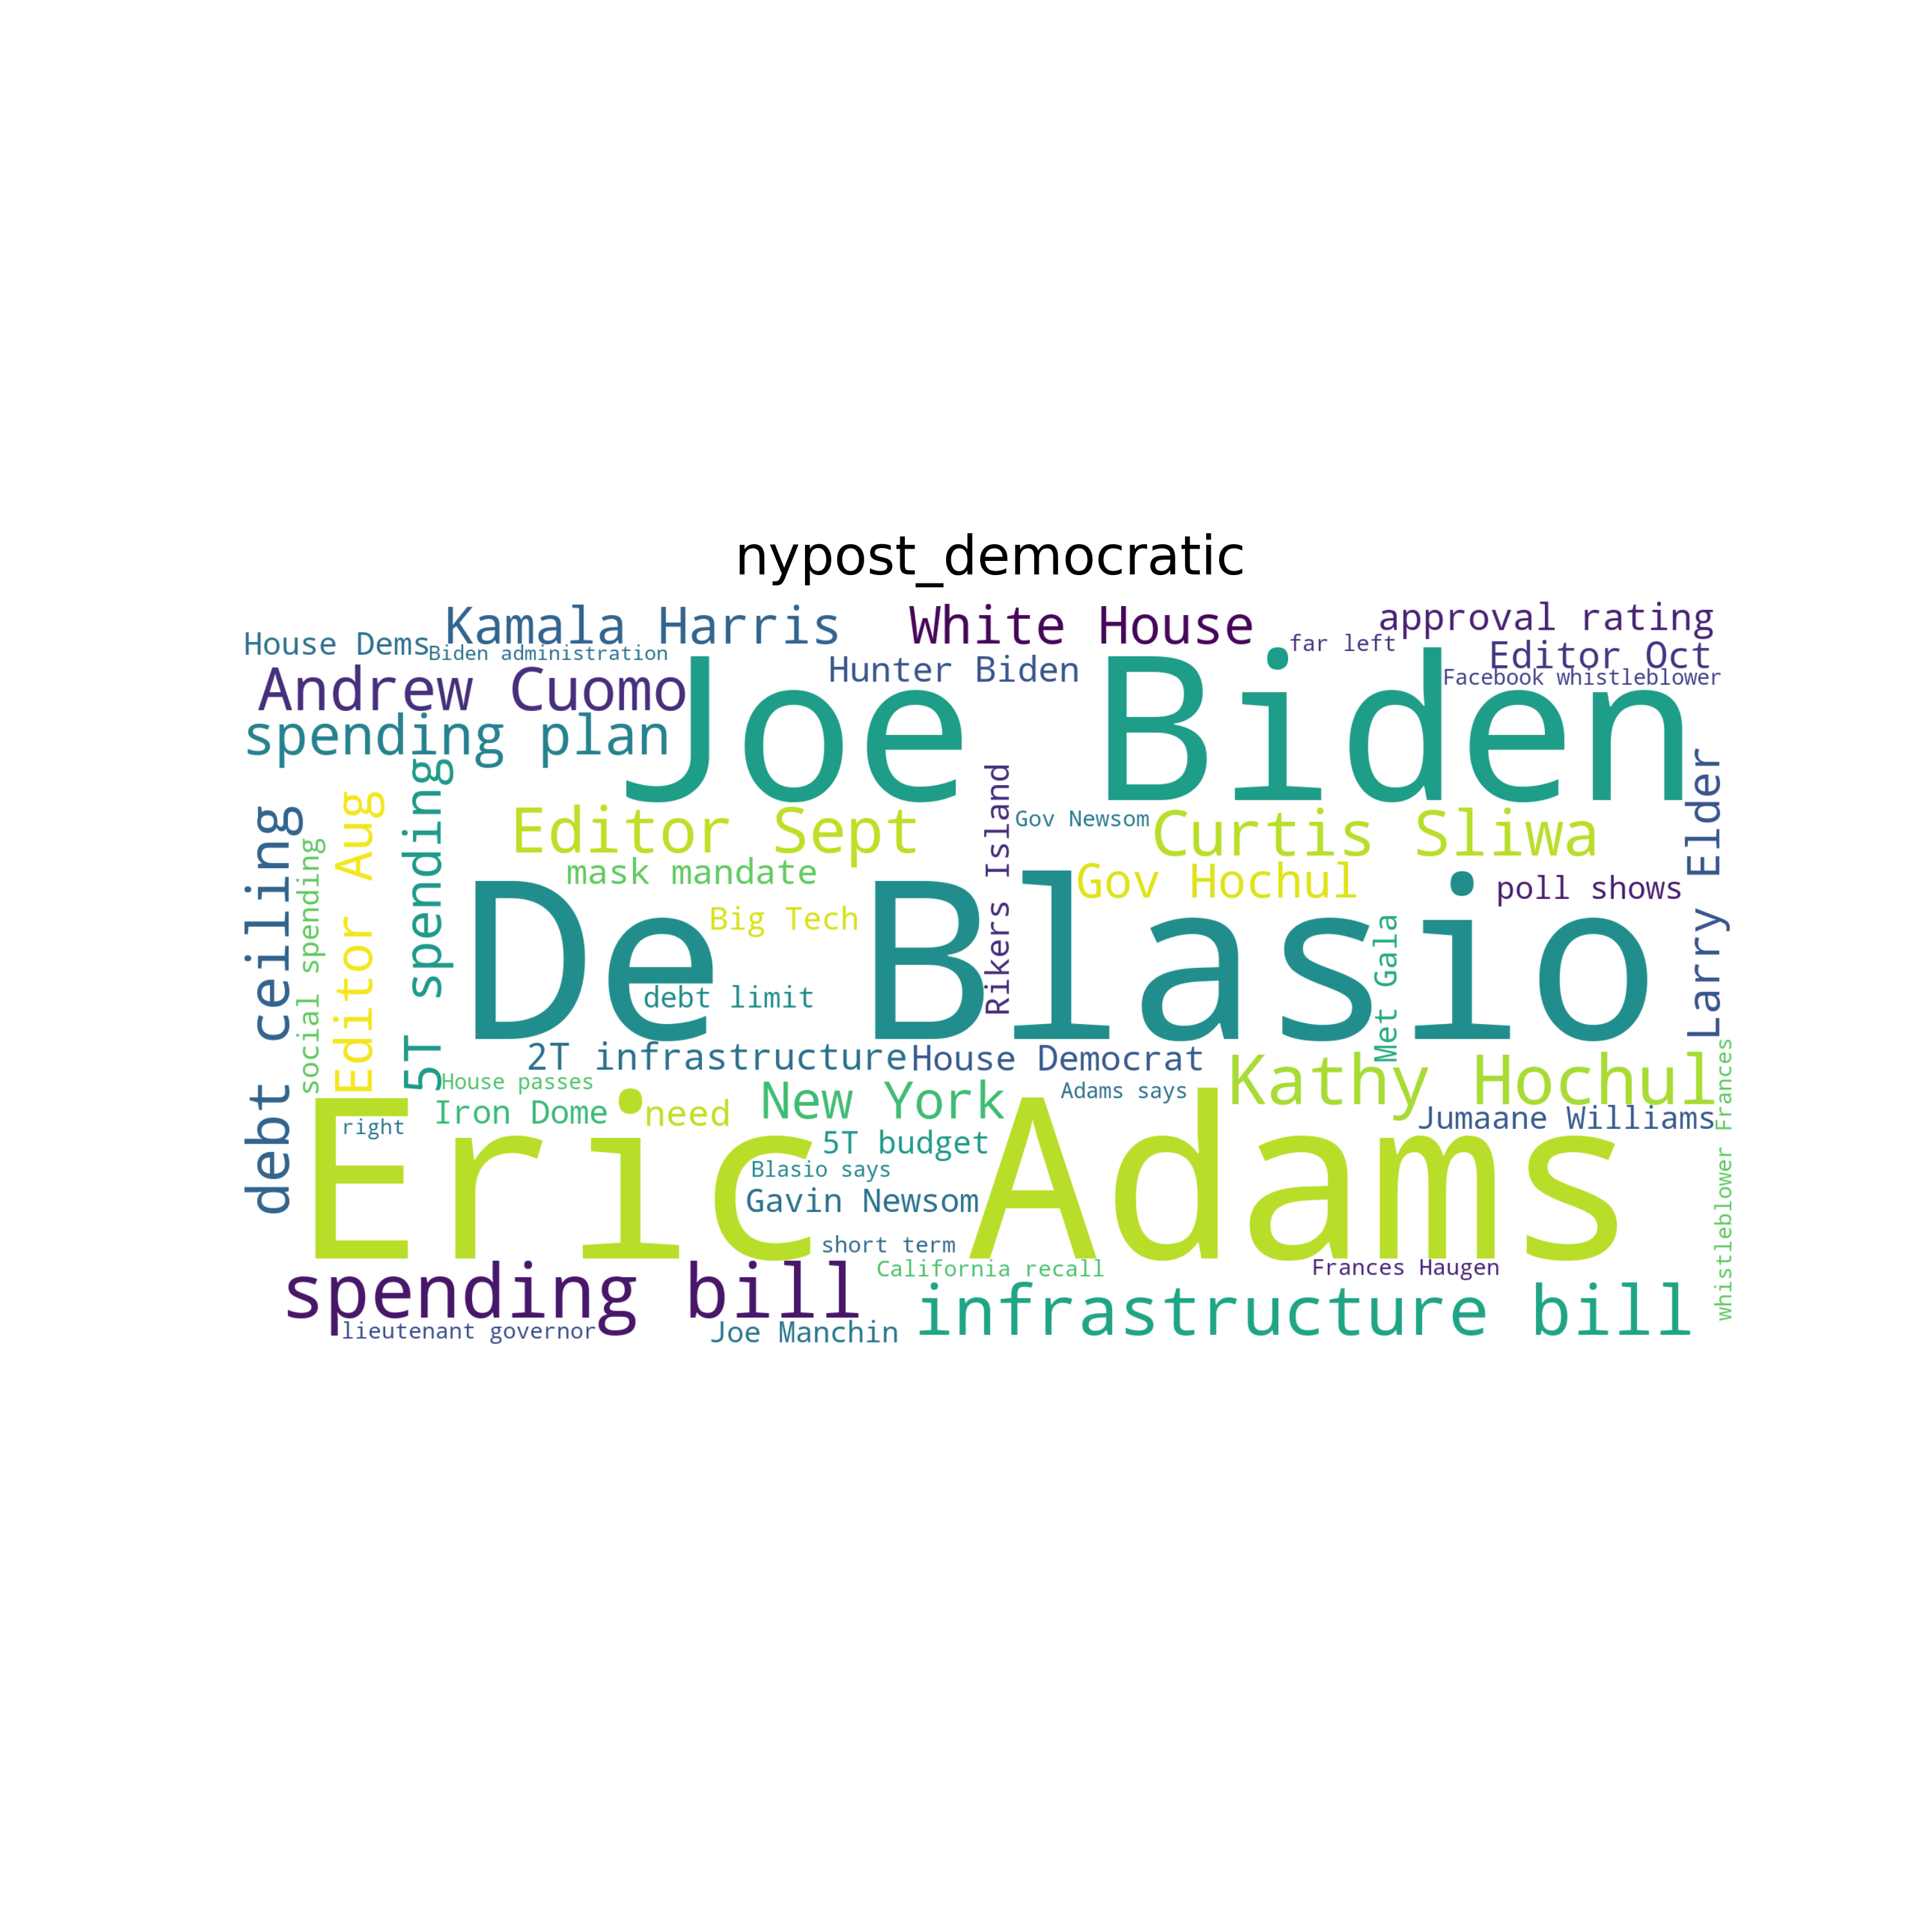 nypost_democratic
Kamala Harris
White House
approval rating
House Dems
Biden administration
far left
Editor Oct
Hunter Biden
Facebook whistleblower
Andrew Cuomo
Joe Biden
spending plan
debt ceiling
social spending
Editor Aug
5T spending
Editor Sept
Rikers Island
Gov Newsom
Curtis Sliwa
Larry Elder
mask mandate
Gov Hochul
poll shows
Big Tech
De Blasio
Met Gala
debt limit
2T infrastructure
House Democrat
Kathy Hochul
whistleblower Frances
House passes
New York
Adams says
Iron Dome
need
Jumaane Williams
right
5T budget
Eric Adams
Blasio says
Gavin Newsom
short term
California recall
Frances Haugen
spending bill
infrastructure bill
lieutenant governor
Joe Manchin